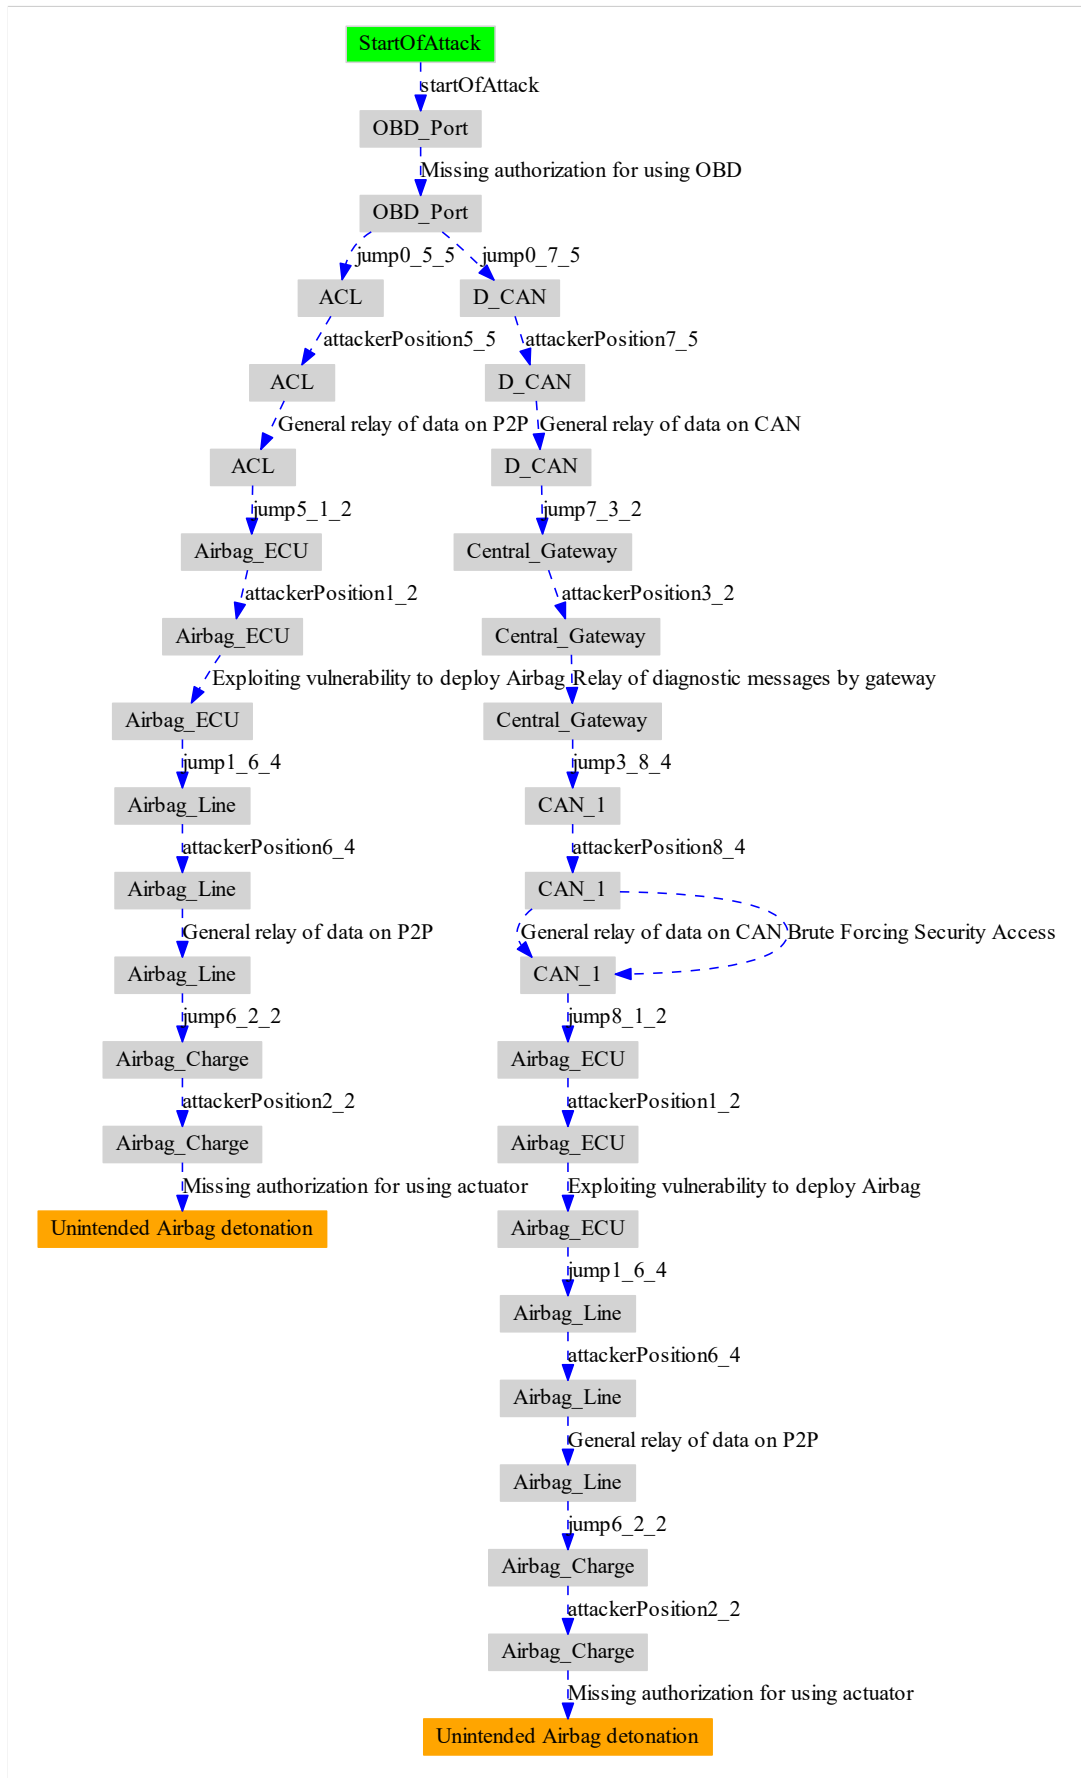 StartOfAttack
startOfAttack
OBD_Port
Missing authorization for using OBD
OBD_Port
jump0_5_5
jump0_7_5
ACL
D_CAN
attackerPosition5_5
attackerPosition7_5
ACL
D_CAN
General relay of data on P2P
General relay of data on CAN
ACL
D_CAN
jump5_1_2
jump7_3_2
Airbag_ECU
Central_Gateway
attackerPosition1_2
attackerPosition3_2
Airbag_ECU
Central_Gateway
Exploiting vulnerability to deploy Airbag
Relay of diagnostic messages by gateway
Airbag_ECU
Central_Gateway
jump1_6_4
jump3_8_4
Airbag_Line
CAN_1
attackerPosition6_4
attackerPosition8_4
Airbag_Line
CAN_1
General relay of data on P2P
General relay of data on CAN
Brute Forcing Security Access
Airbag_Line
CAN_1
jump6_2_2
jump8_1_2
Airbag_Charge
Airbag_ECU
attackerPosition2_2
attackerPosition1_2
Airbag_Charge
Airbag_ECU
Missing authorization for using actuator
Exploiting vulnerability to deploy Airbag
Unintended Airbag detonation
Airbag_ECU
jump1_6_4
Airbag_Line
attackerPosition6_4
Airbag_Line
General relay of data on P2P
Airbag_Line
jump6_2_2
Airbag_Charge
attackerPosition2_2
Airbag_Charge
Missing authorization for using actuator
Unintended Airbag detonation